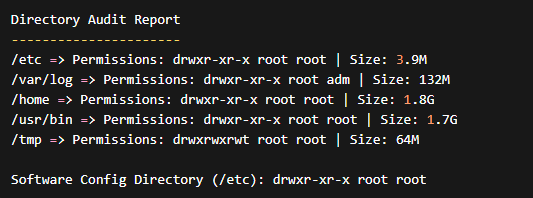 Directory Audit Report
----------------------
/etc => Permissions: drwxr-xr-x root root | Size: 3.9M
/var/log => Permissions: drwxr-xr-x root adm | Size: 132M
/home => Permissions: drwxr-xr-x root root | Size: 1.8G
/usr/bin => Permissions: drwxr-xr-x root root | Size: 1.7G
/tmp => Permissions: drwxrwxrwt root root | Size: 64M
Software Config Directory (/etc): drwxr-xr-x root root